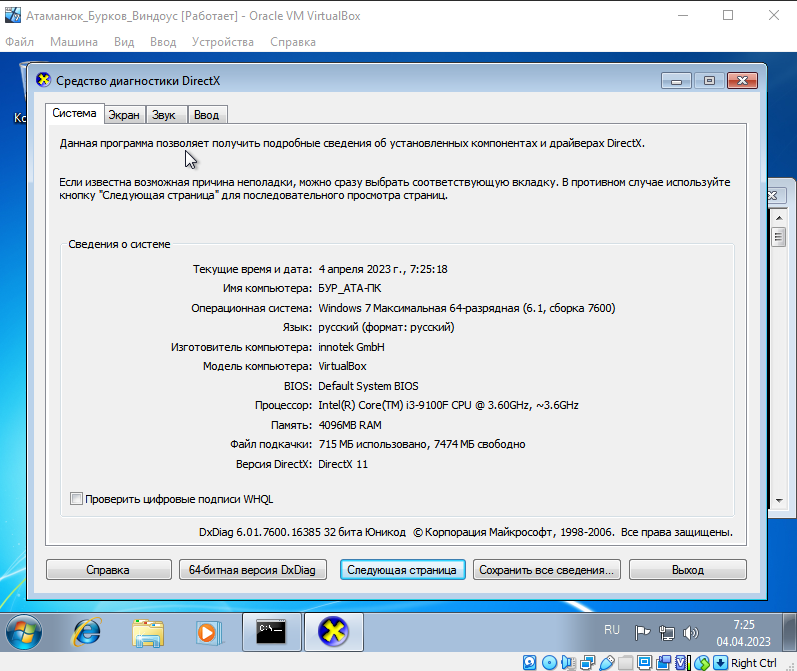 Атаманюк_Бурков_Виндоус [Работает] - Oracle VM VirtualBox
Файл Машина Вид Ввод Устройства Справка
Средство диагностики DirectX
Система Экран Звук Ввод
Данная программа позволяет получить подробные сведения об установленных компонентах и драйверах DirectX.
Если известна возможная причина неполадки, можно сразу выбрать соответствующую вкладку. В противном случае используйте
кнопку "Следующая страница" для последовательного просмотра страниц.
Сведения о системе
Текущие время и дата: 4 апреля 2023 г., 7:25:18
Имя компьютера: БУР_АТА-ПК
Операционная система: Windows 7 Максимальная 64-разрядная (6.1, сборка 7600)
Язык: русский (формат: русский)
Изготовитель компьютера: innotek GmbH
Модель компьютера: VirtualBox
BIOS: Default System BIOS
Процессор: Intel(R) Core(TM) i3-9100F CPU @ 3.60GHz, ~3.6GHz
Память: 4096MB RAM
Файл подкачки: 715 МБ использовано, 7474 МБ свободно
Версия DirectX: DirectX 11
Проверить цифровые подписи WHQL
DxDiag 6.01.7600.16385 32 бита Юникод © Корпорация Майкрософт, 1998-2006. Все права защищены.
Справка 64-битная версия DxDiag Следующая страница Сохранить все сведения... Выход
RU
7:25
04.04.2023
Right Ctrl